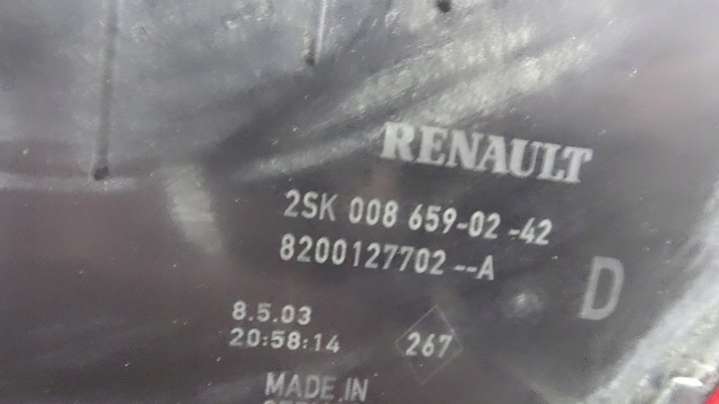 RENAULT
2SK 008 659-02-42
8200127702--A
D
8.5.03
20:58:14
267
MADE IN